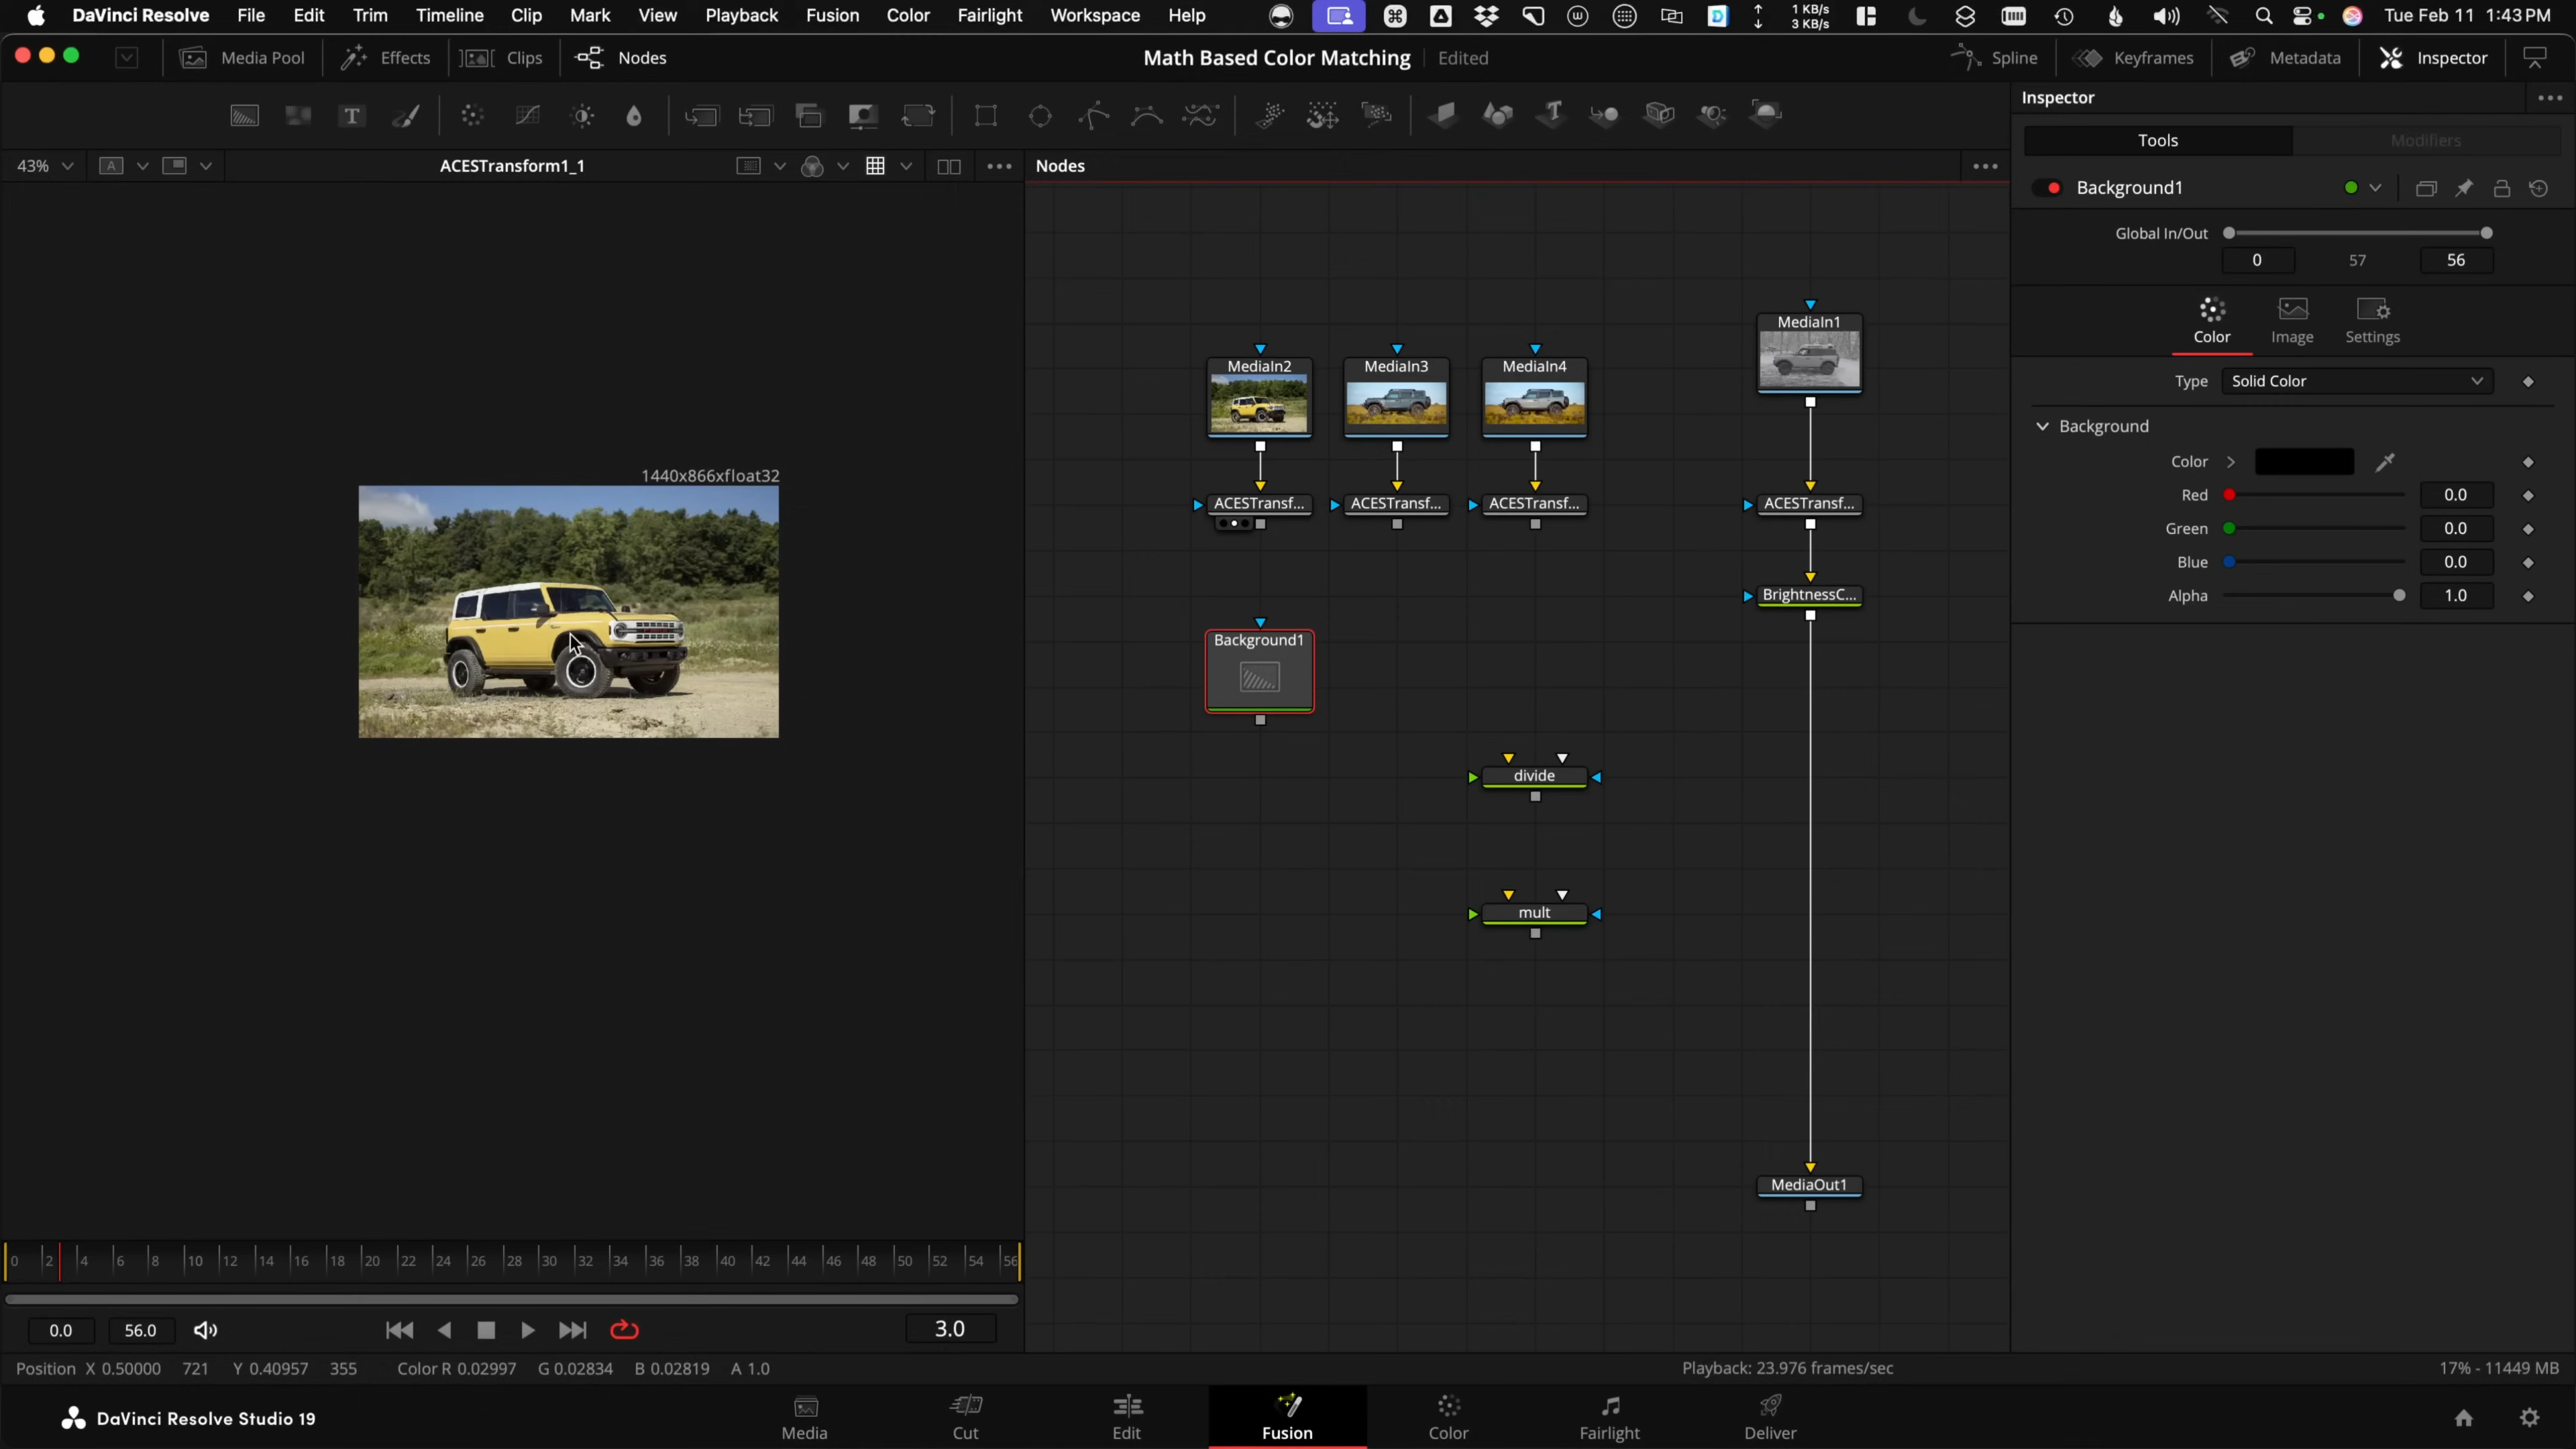 DaVinci Resolve File Edit Trim Timeline Clip Mark View Playback Fusion Color Fairlight Workspace Help 1 KB/s 3 KB/s Tue Feb 11 1:43 PM
Media Pool Effects Clips Nodes Math Based Color Matching Edited Spline Keyframes Metadata Inspector
Inspector
Tools Modifiers
43% A ACESTransform1_1 Nodes
Background1
Global In/Out
0 57 56
Color Image Settings
Type Solid Color
Background
Color
Red 0.0
Green 0.0
Blue 0.0
Alpha 1.0
1440x866xfloat32
MediaIn1
MediaIn2 MediaIn3 MediaIn4
ACESTransf... ACESTransf... ACESTransf... ACESTransf...
BrightnessC...
Background1
divide
mult
MediaOut1
0 2 4 6 8 10 12 14 16 18 20 22 24 26 28 30 32 34 36 38 40 42 44 46 48 50 52 54 56
0.0 56.0 3.0
Position X 0.50000 721 Y 0.40957 355 Color R 0.02997 G 0.02834 B 0.02819 A 1.0 Playback: 23.976 frames/sec 17% - 11449 MB
DaVinci Resolve Studio 19
Media Cut Edit Fusion Color Fairlight Deliver